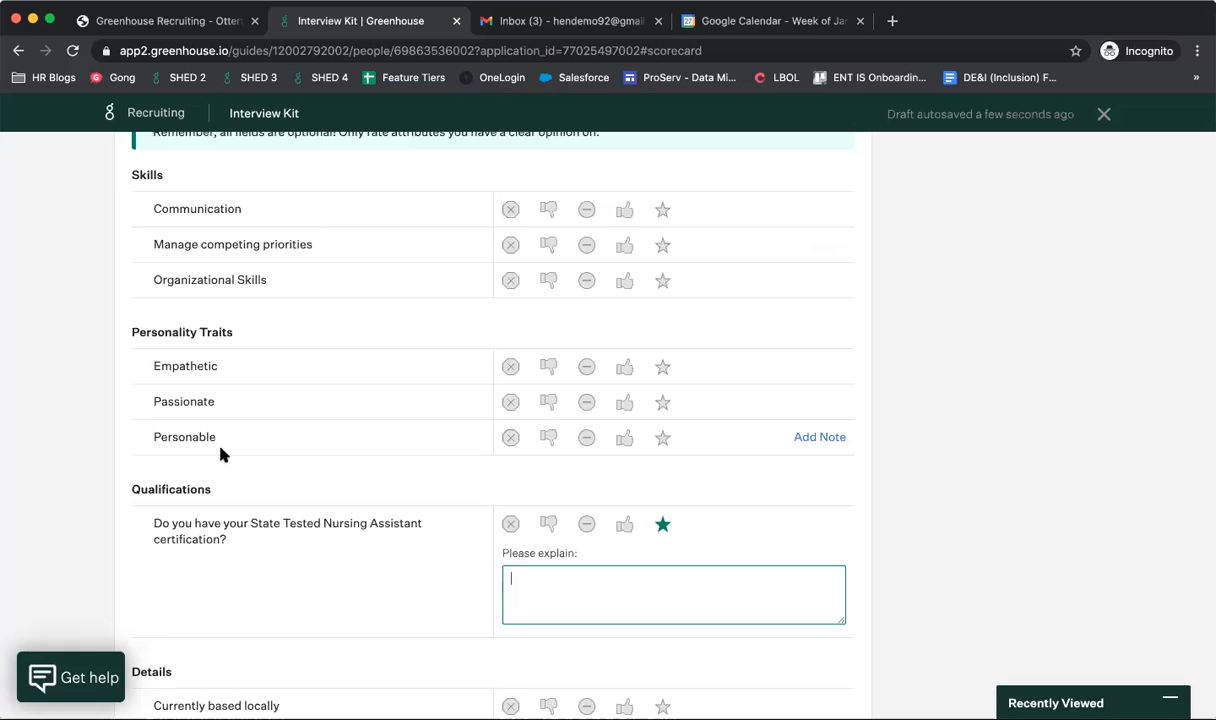 Greenhouse Recruiting - Otter
Interview Kit | Greenhouse
Inbox (3) - hendemo92@gmail
Google Calendar - Week of Jan
app2.greenhouse.io/guides/12002792002/people/69863536002?application_id=77025497002#scorecard
Incognito
HR Blogs
Gong
SHED 2
SHED 3
SHED 4
Feature Tiers
OneLogin
Salesforce
ProServ - Data Mi...
LBOL
ENT IS Onboardin...
DE&I (Inclusion) F...
»
Recruiting
Interview Kit
Draft autosaved a few seconds ago
Remember, all fields are optional! Only rate attributes you have a clear opinion on.
Skills
Communication
Manage competing priorities
Organizational Skills
Personality Traits
Empathetic
Passionate
Personable
Add Note
Qualifications
Do you have your State Tested Nursing Assistant
certification?
Please explain:
Details
Currently based locally
Get help
Recently Viewed